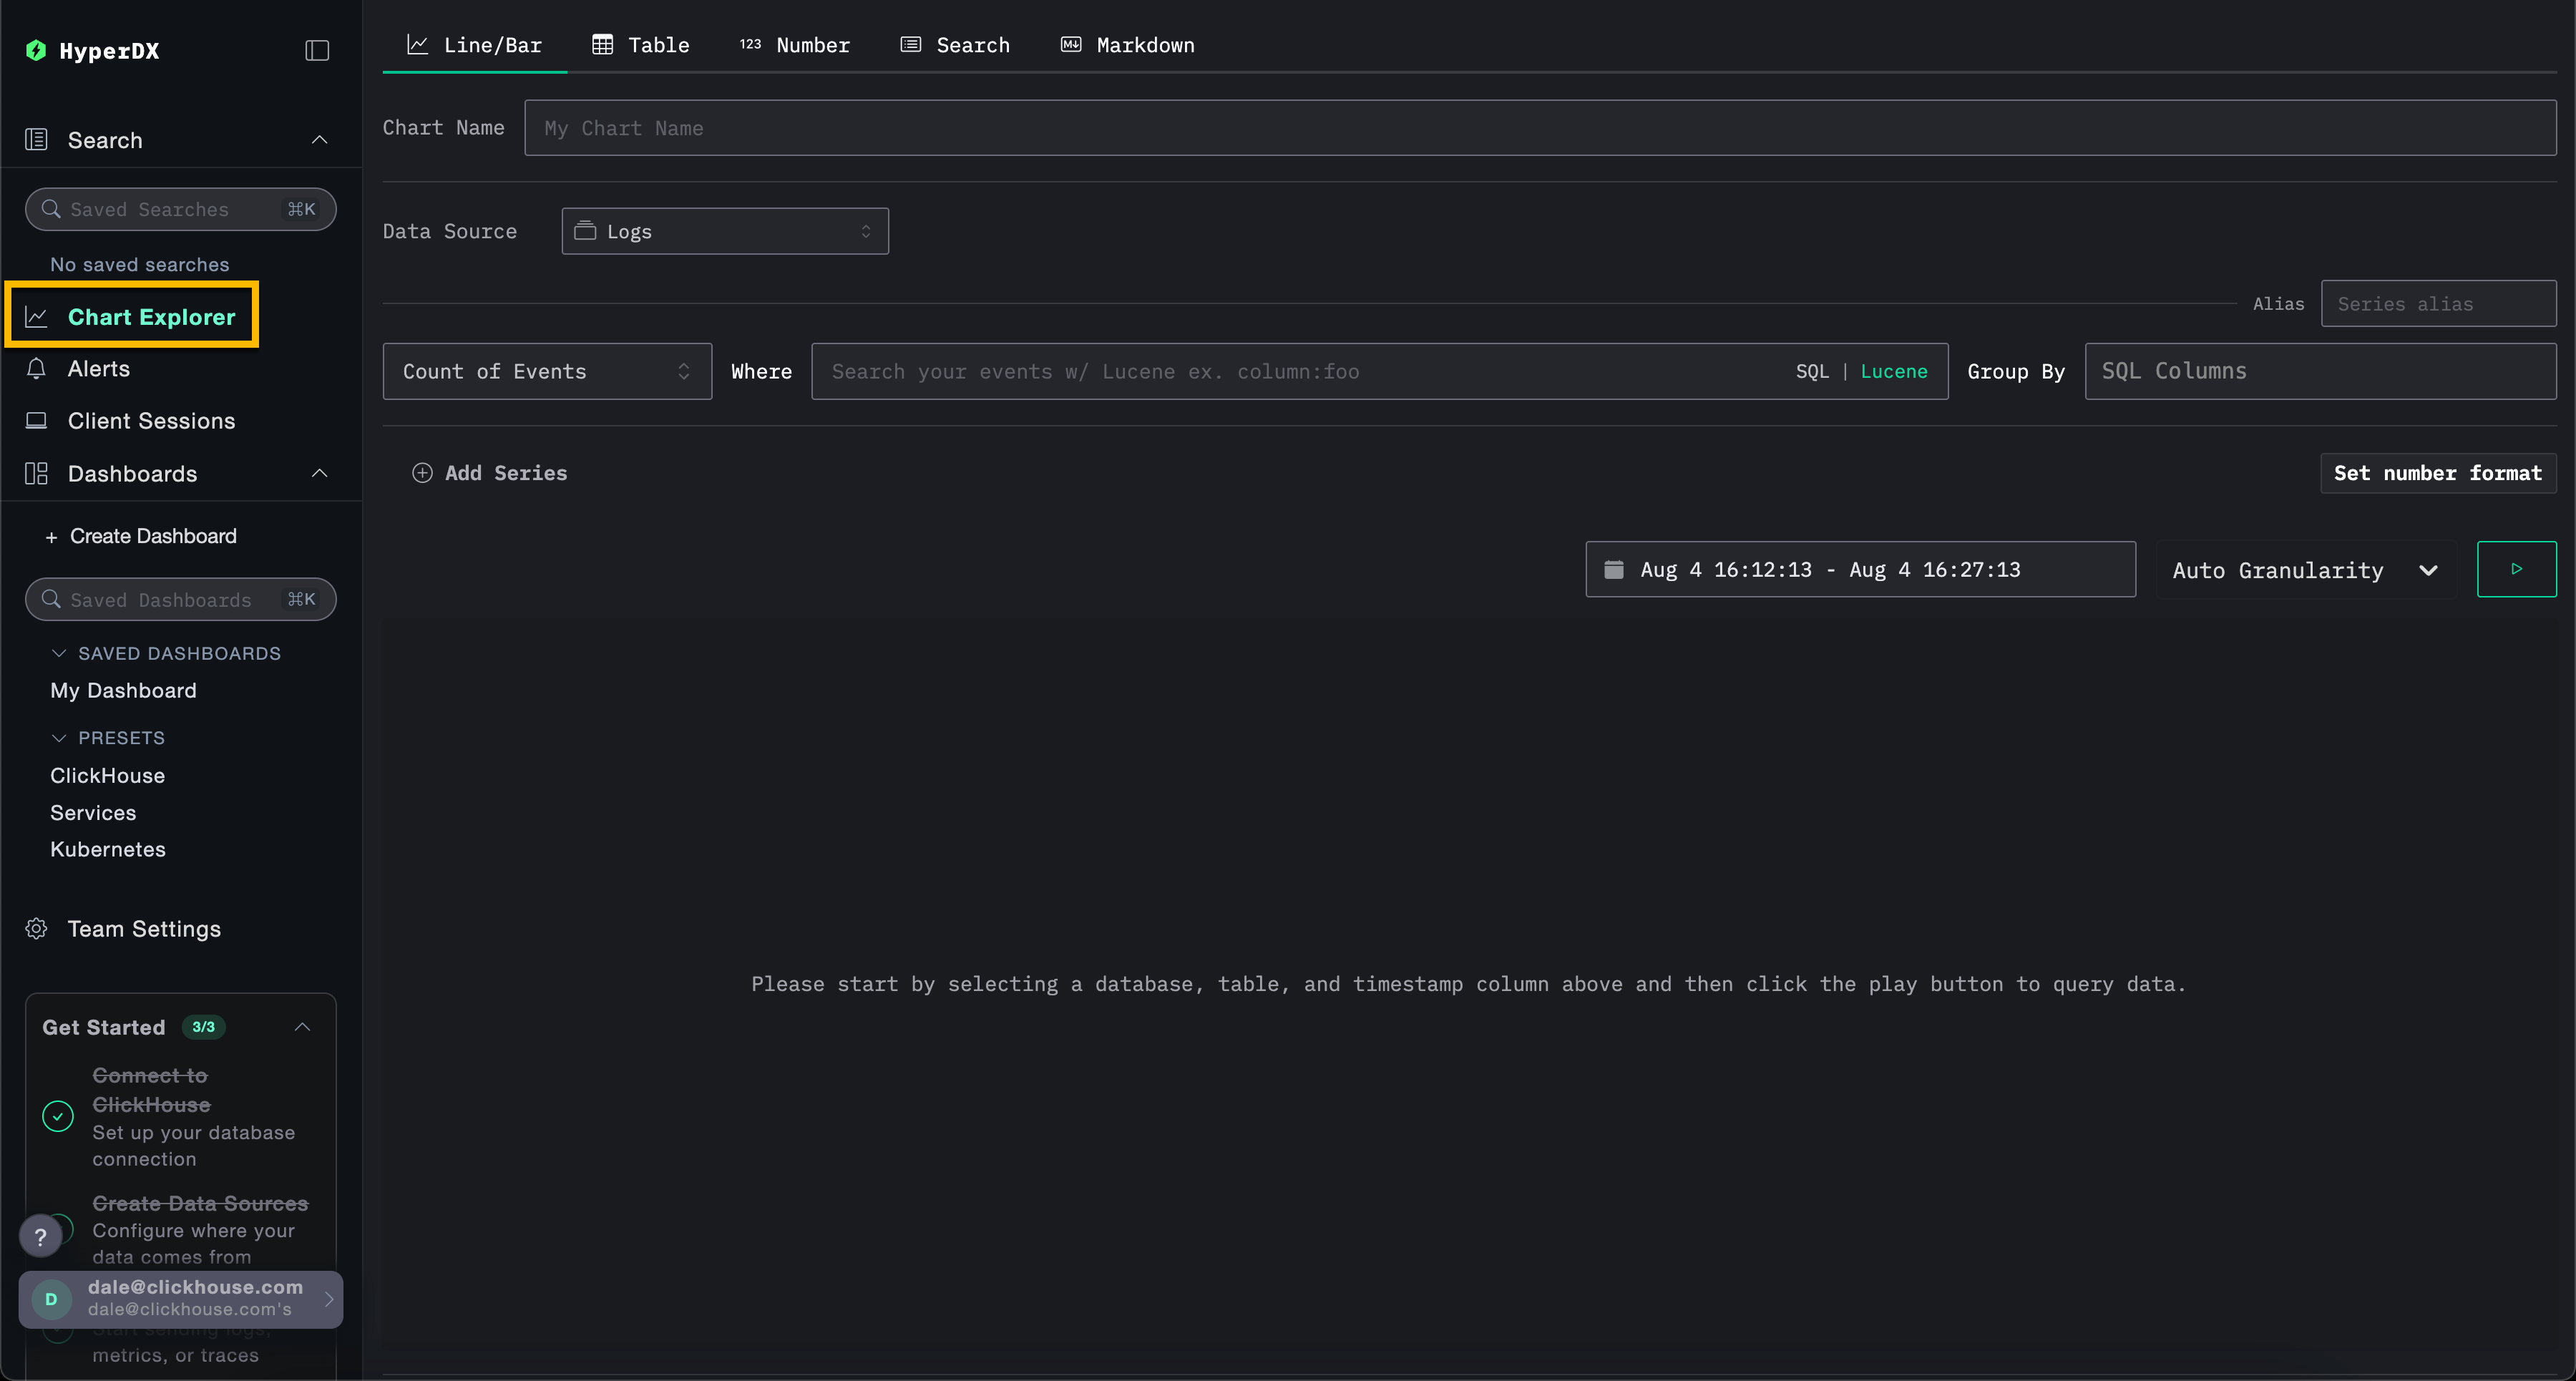 HyperDX
Search
Saved Searches ⌘K
No saved searches
Chart Explorer
Alerts
Client Sessions
Dashboards
+ Create Dashboard
Saved Dashboards ⌘K
SAVED DASHBOARDS
My Dashboard
PRESETS
ClickHouse
Services
Kubernetes
Team Settings
Get Started 3/3
Connect to
ClickHouse
Set up your database
connection
Create Data Sources
Configure where your
data comes from
?
D
dale@clickhouse.com
dale@clickhouse.com's
Start sending logs,
metrics, or traces
Line/Bar
Table
123 Number
Search
M↓ Markdown
Chart Name My Chart Name
Data Source Logs
Alias Series alias
Count of Events Where Search your events w/ Lucene ex. column:foo SQL | Lucene Group By SQL Columns
Add Series Set number format
Aug 4 16:12:13 - Aug 4 16:27:13 Auto Granularity
Please start by selecting a database, table, and timestamp column above and then click the play button to query data.